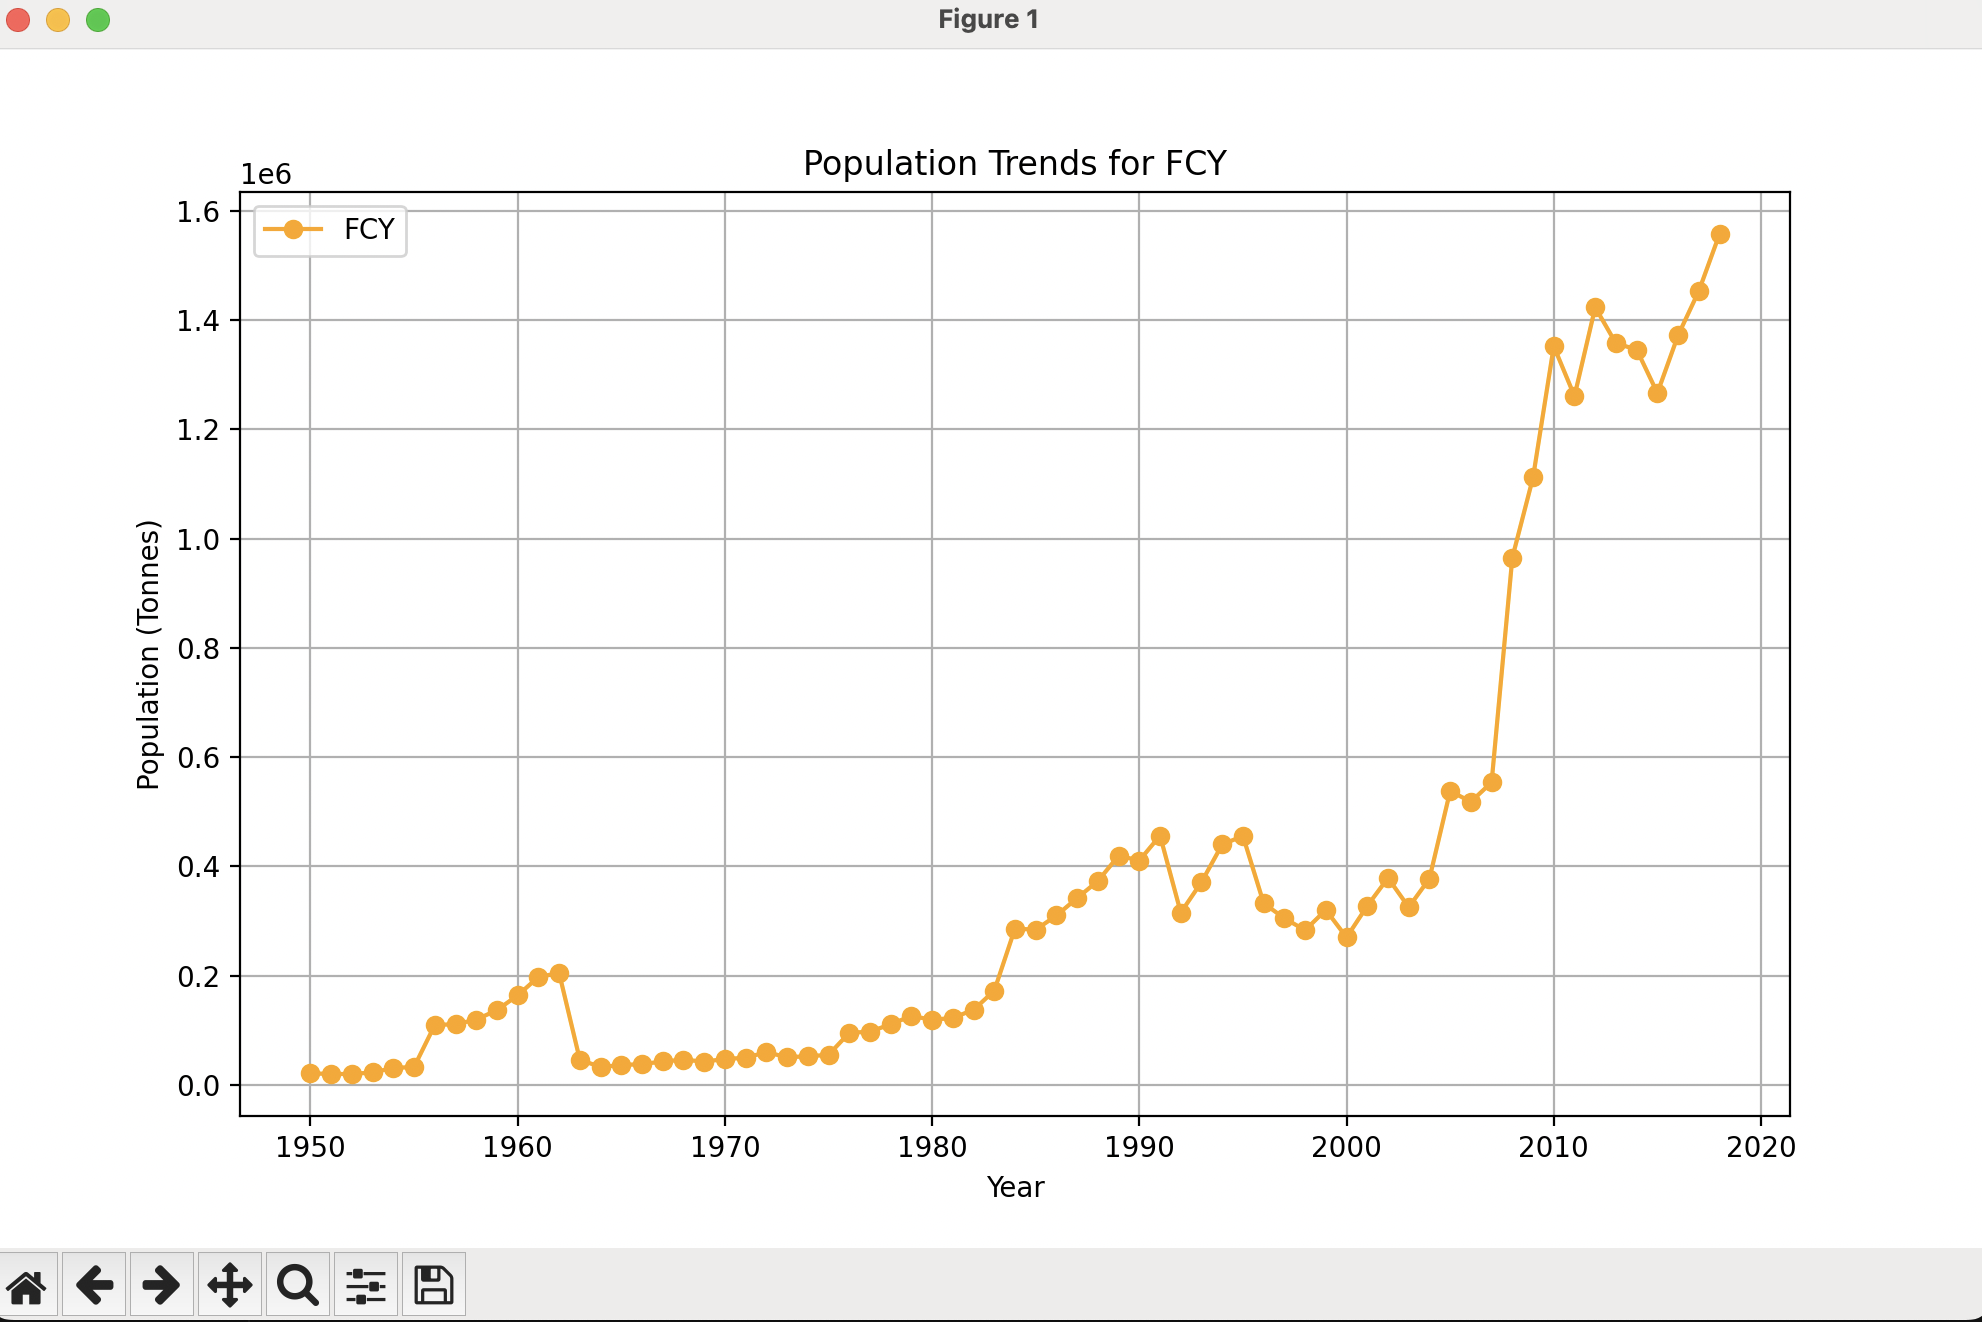 Figure 1
Population Trends for FCY
1e6
FCY
1.6
1.4
1.2
1.0
0.8
0.6
0.4
0.2
0.0
Population (Tonnes)
1950 1960 1970 1980 1990 2000 2010 2020
Year